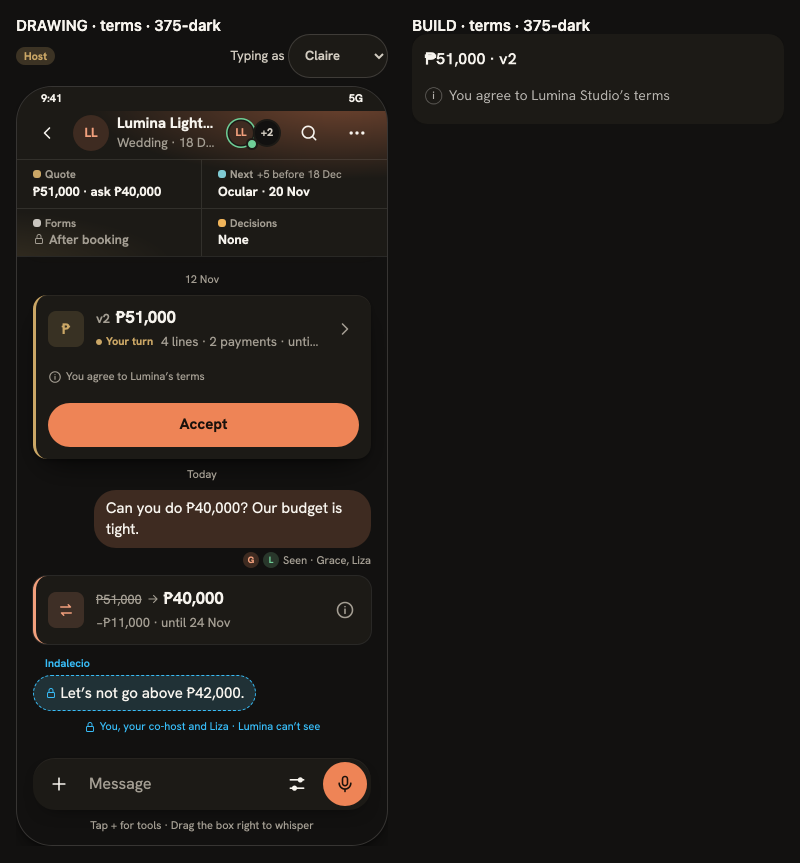 DRAWING · terms · 375-dark
Host
Typing as
Claire
9:41
5G
LL
Lumina Light…
Wedding · 18 D…
LL
+2
Quote
₱51,000 · ask ₱40,000
Next +5 before 18 Dec
Ocular · 20 Nov
Forms
After booking
Decisions
None
12 Nov
₱
v2 ₱51,000
Your turn 4 lines · 2 payments · unti…
You agree to Lumina’s terms
Accept
Today
Can you do ₱40,000? Our budget is
tight.
G L Seen · Grace, Liza
₱51,000 → ₱40,000
−₱11,000 · until 24 Nov
Indalecio
Let’s not go above ₱42,000.
You, your co-host and Liza · Lumina can’t see
Message
Tap + for tools · Drag the box right to whisper
BUILD · terms · 375-dark
₱51,000 · v2
You agree to Lumina Studio’s terms